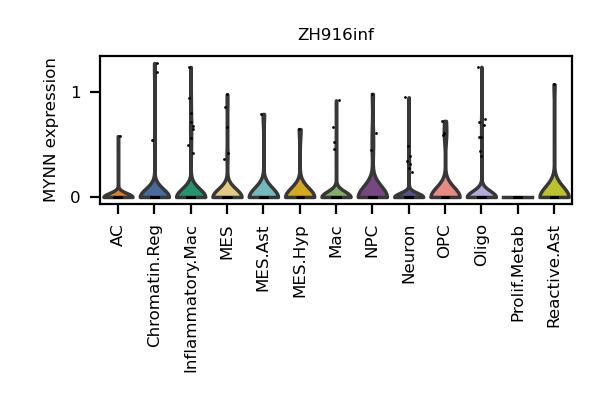 ZH916inf
MYNN expression
1
0
AC
Chromatin.Reg
Inflammatory.Mac
MES
MES.Ast
MES.Hyp
Mac
NPC
Neuron
OPC
Oligo
Prolif.Metab
Reactive.Ast